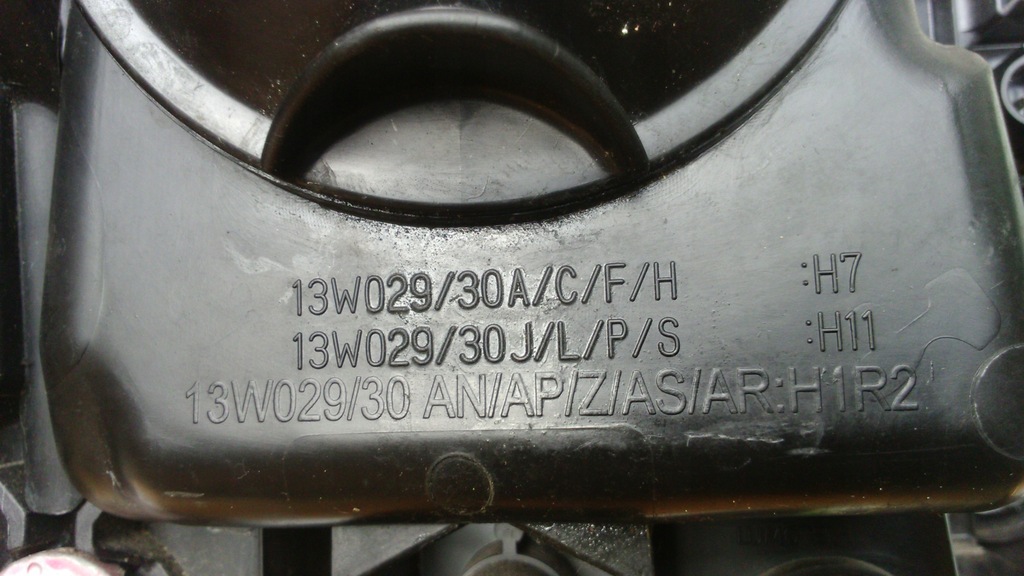 13W029/30A/C/F/H :H7
13W029/30J/L/P/S :H11
13W029/30 AN/AP/Z/AS/AR:H1R2